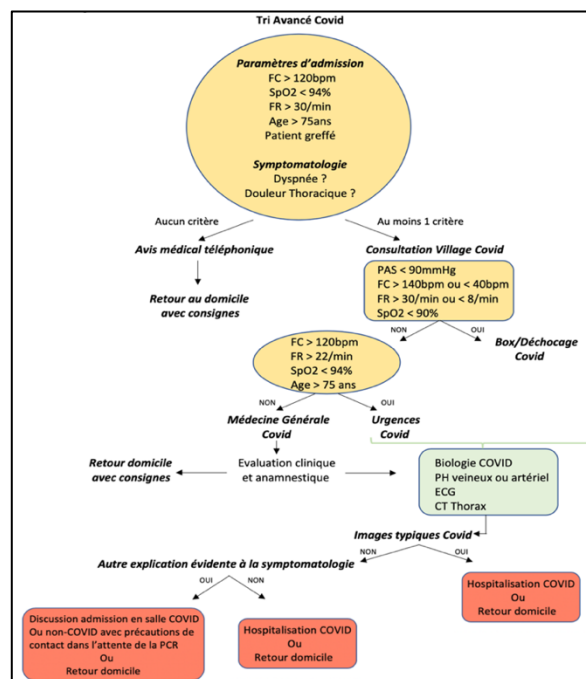 Tri Avancé Covid
Paramètres d'admission
FC > 120bpm
SpO2 < 94%
FR > 30/min
Age > 75ans
Patient greffé
Symptomatologie
Dyspnée ?
Douleur Thoracique ?
Aucun critère
Au moins 1 critère
Avis médical téléphonique
Consultation Village Covid
PAS < 90mmHg
FC > 140bpm ou < 40bpm
FR > 30/min ou < 8/min
SpO2 < 90%
Retour au domicile
avec consignes
NON
OUI
Box/Déchocage
Covid
FC > 120bpm
FR > 22/min
SpO2 < 94%
Age > 75 ans
NON
OUI
Médecine Générale
Covid
Urgences
Covid
Retour domicile
avec consignes
Evaluation clinique
et anamnestique
Biologie COVID
PH veineux ou artériel
ECG
CT Thorax
Images typiques Covid
NON
OUI
Autre explication évidente à la symptomatologie
OUI
NON
Hospitalisation COVID
Ou
Retour domicile
Discussion admission en salle COVID
Ou non-COVID avec précautions de
contact dans l'attente de la PCR
Ou
Retour domicile
Hospitalisation COVID
Ou
Retour domicile